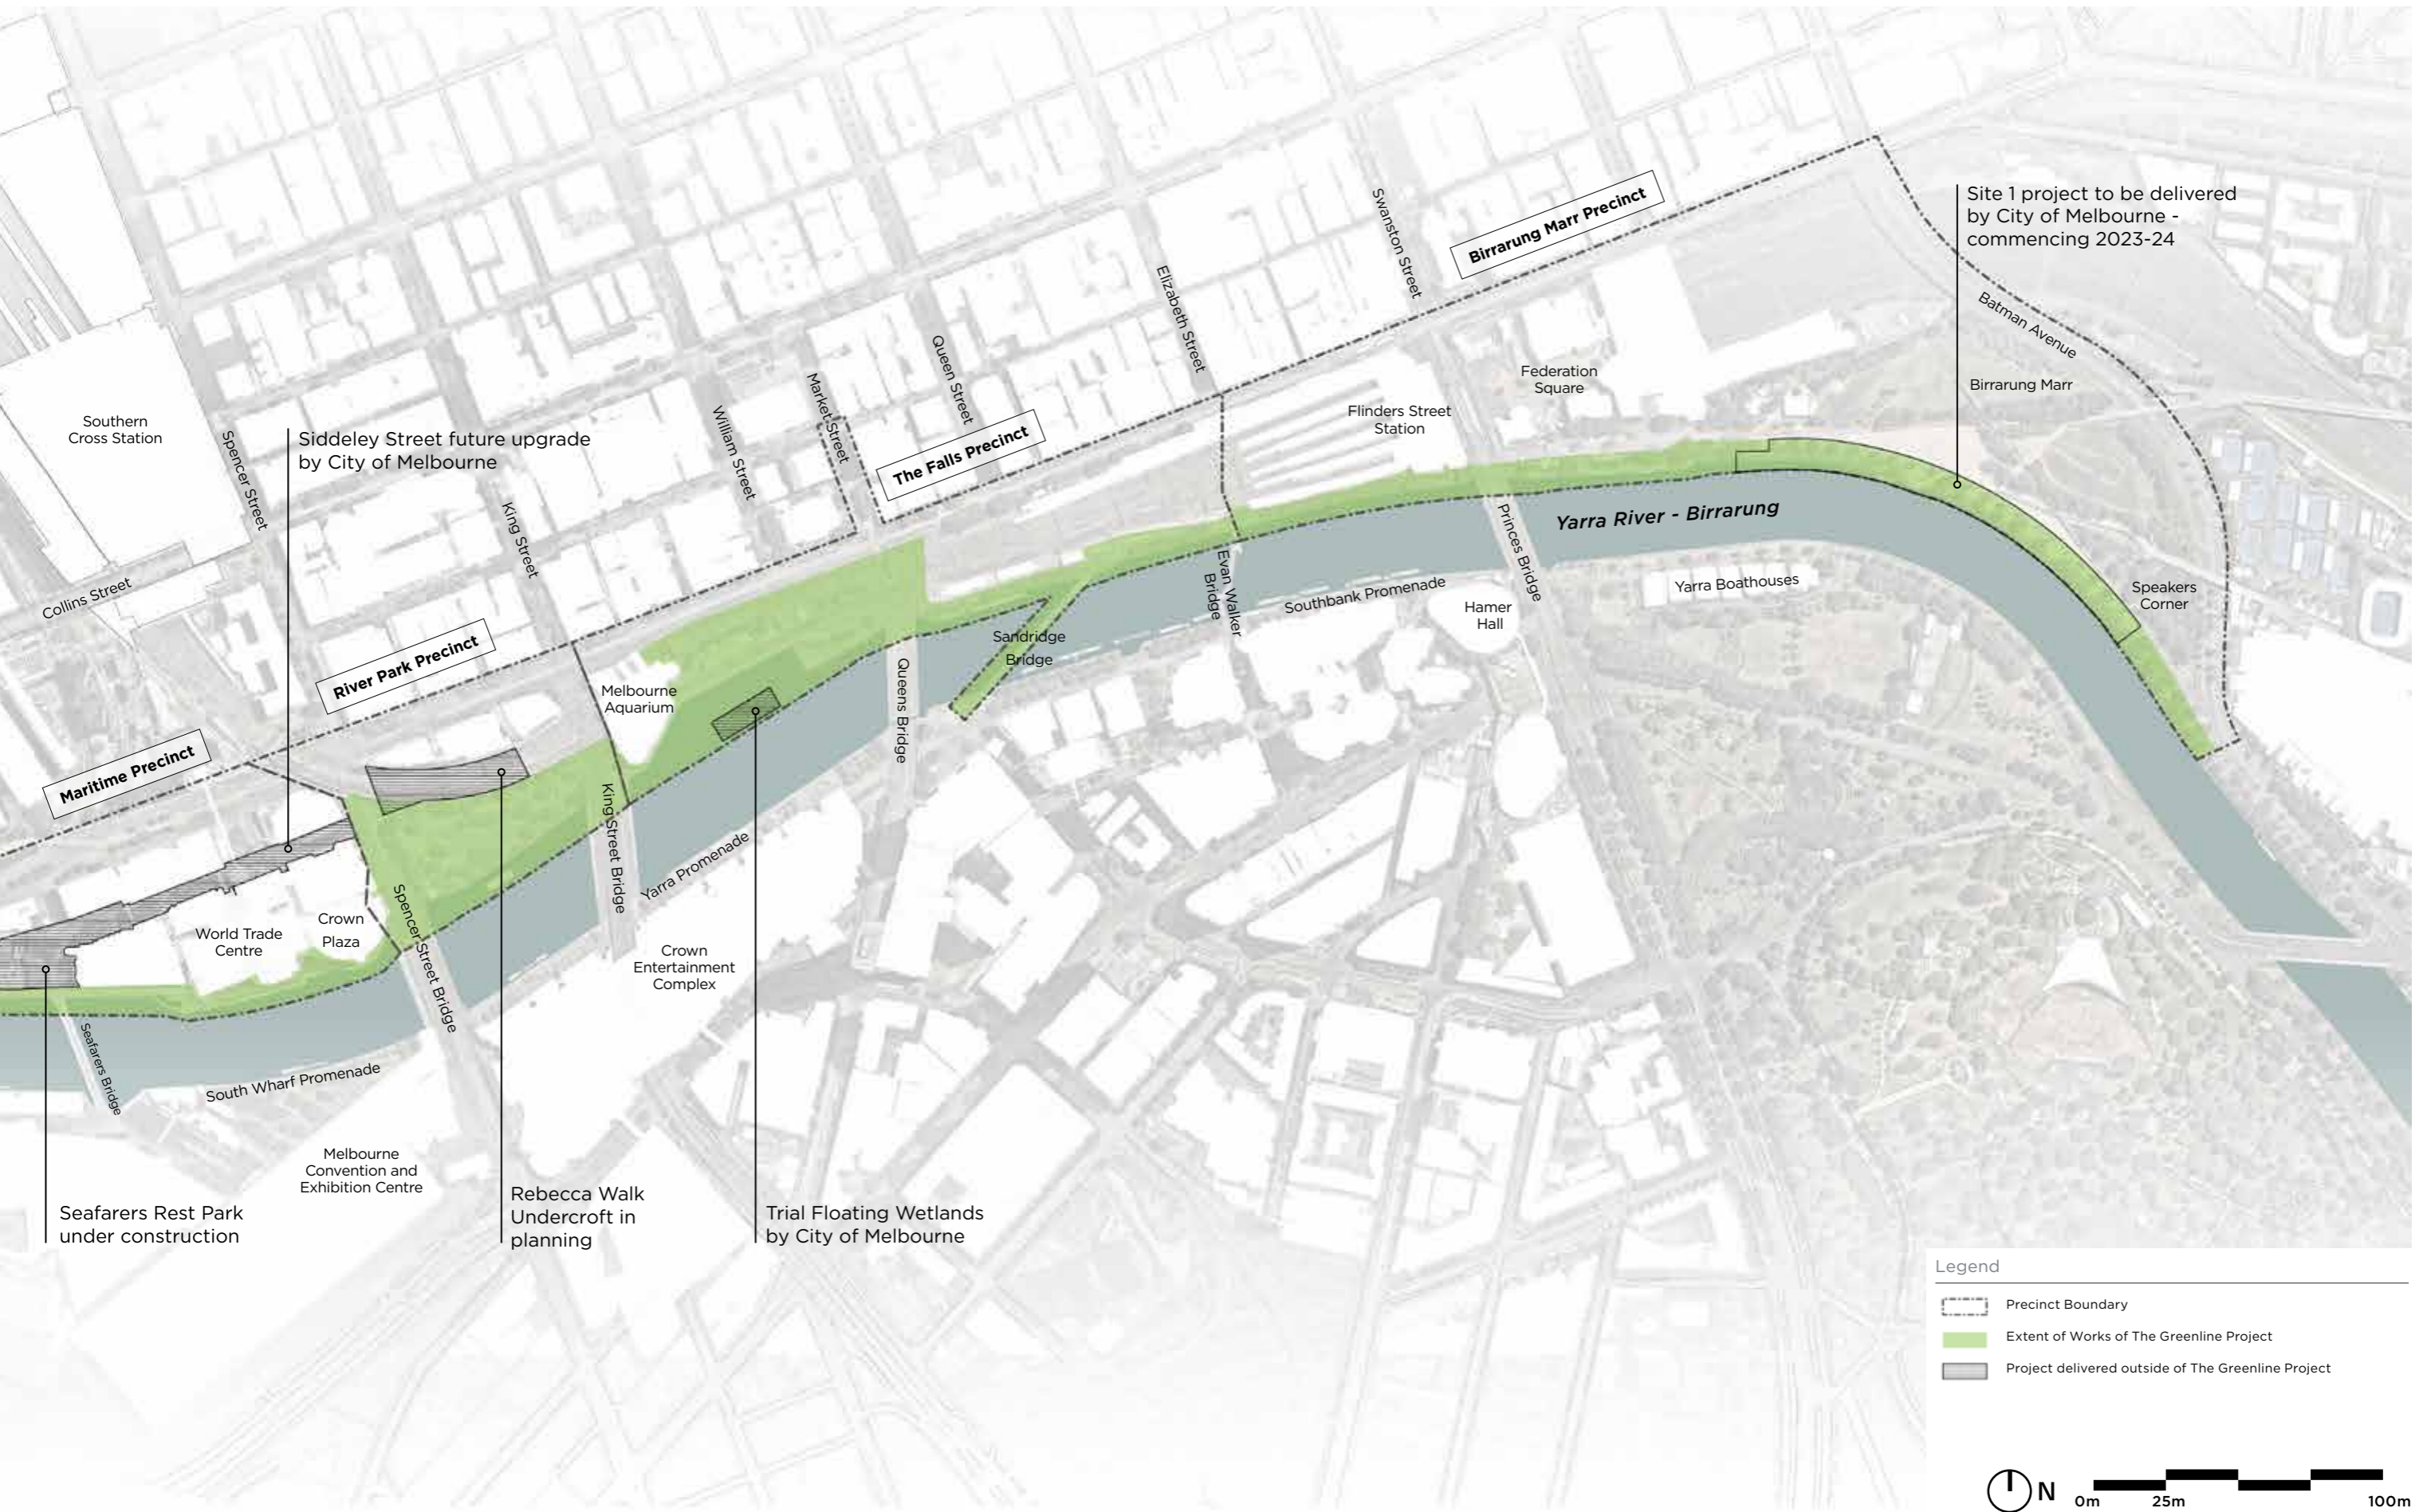 Site 1 project to be delivered
by City of Melbourne -
commencing 2023-24
Birrarung Marr Precinct
Swanston Street
Elizabeth Street
Batman Avenue
Birrarung Marr
Federation
Square
Flinders Street
Station
Queen Street
Market Street
William Street
The Falls Precinct
Southern
Cross Station
Spencer Street
Siddeley Street future upgrade
by City of Melbourne
King Street
Collins Street
Yarra River - Birrarung
Princes Bridge
Evan Walker
Bridge
Southbank Promenade
Hamer
Hall
Yarra Boathouses
Speakers
Corner
Sandridge
Bridge
River Park Precinct
Melbourne
Aquarium
Queens Bridge
Maritime Precinct
King Street Bridge
Yarra Promenade
Crown
Plaza
World Trade
Centre
Spencer Street Bridge
Crown
Entertainment
Complex
Seafarers Bridge
South Wharf Promenade
Melbourne
Convention and
Exhibition Centre
Seafarers Rest Park
under construction
Rebecca Walk
Undercroft in
planning
Trial Floating Wetlands
by City of Melbourne
Legend
Precinct Boundary
Extent of Works of The Greenline Project
Project delivered outside of The Greenline Project
N
0m 25m 100m